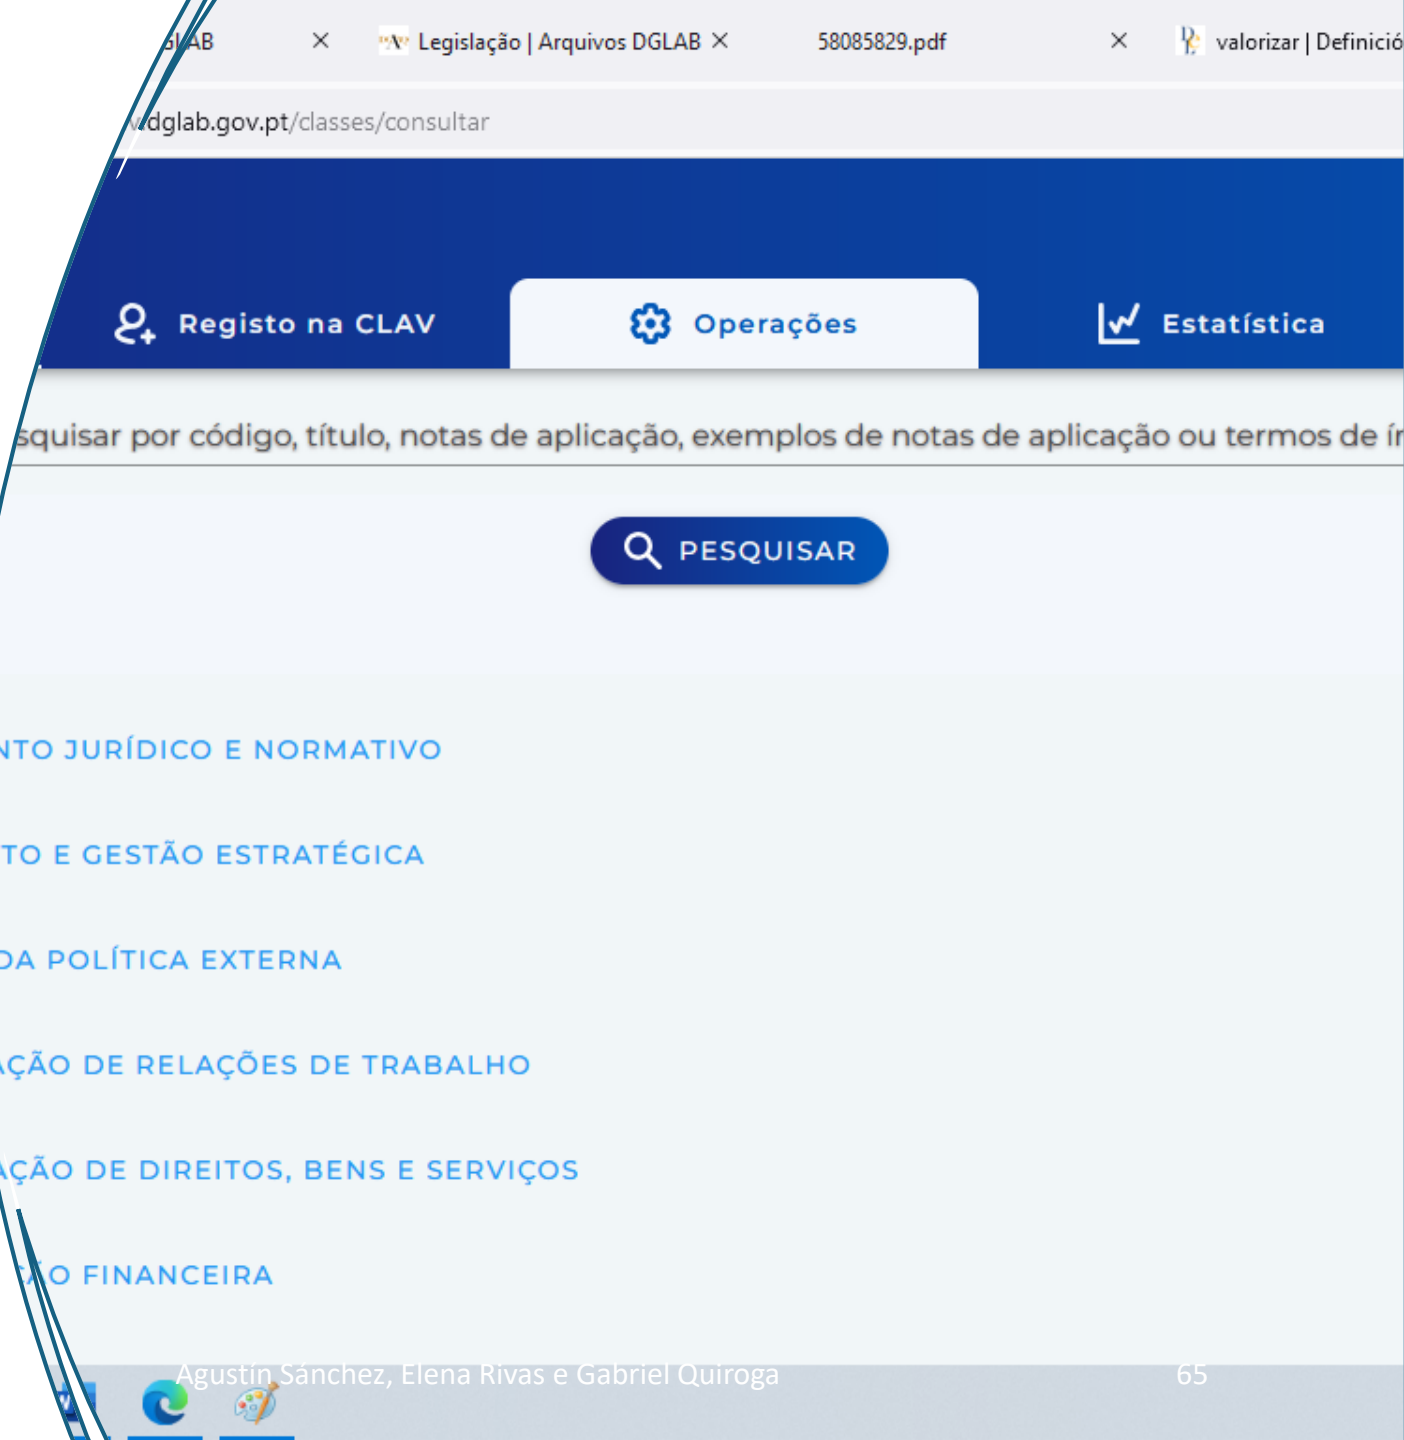 Legislação | Arquivos DGLAB 58085829.pdf valorizar | Definició
dglab.gov.pt/classes/consultar
Registo na CLAV Operações Estatística
squisar por código, título, notas de aplicação, exemplos de notas de aplicação ou termos de ín
PESQUISAR
NTO JURÍDICO E NORMATIVO
TO E GESTÃO ESTRATÉGICA
DA POLÍTICA EXTERNA
AÇÃO DE RELAÇÕES DE TRABALHO
AÇÃO DE DIREITOS, BENS E SERVIÇOS
ÇÃO FINANCEIRA
Agustín Sánchez, Elena Rivas e Gabriel Quiroga 65